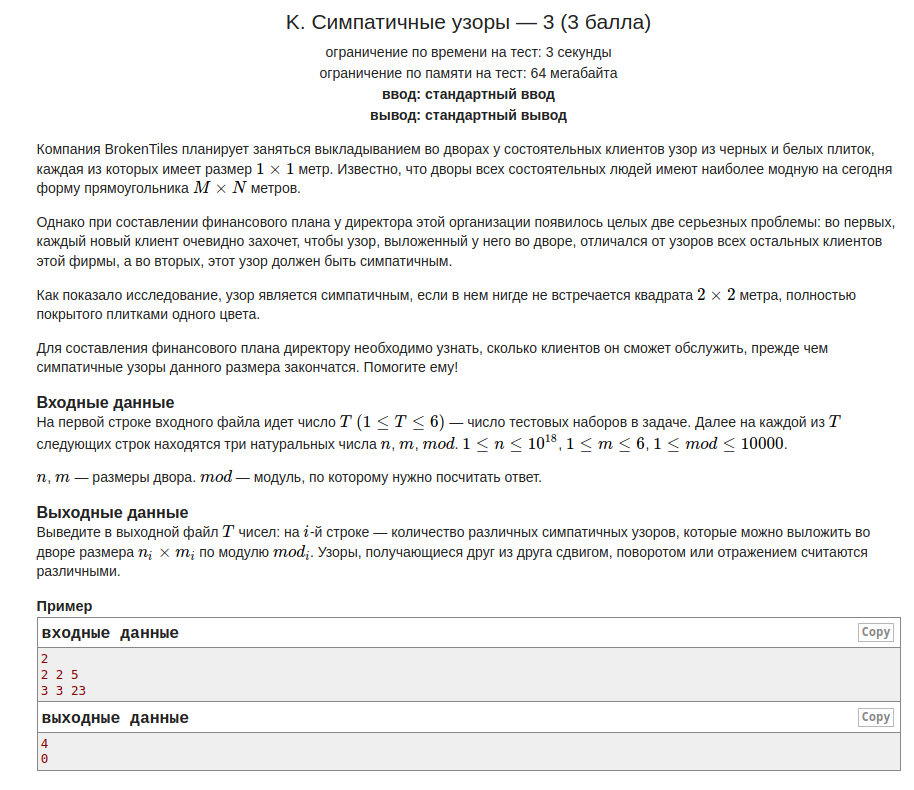 K. Симпатичные узоры — 3 (3 балла)
ограничение по времени на тест: 3 секунды
ограничение по памяти на тест: 64 мегабайта
ввод: стандартный ввод
вывод: стандартный вывод
Компания BrokenTiles планирует заняться выкладыванием во дворах у состоятельных клиентов узор из черных и белых плиток,
каждая из которых имеет размер 1 × 1 метр. Известно, что дворы всех состоятельных людей имеют наиболее модную на сегодня
форму прямоугольника M × N метров.
Однако при составлении финансового плана у директора этой организации появилось целых две серьезных проблемы: во первых,
каждый новый клиент очевидно захочет, чтобы узор, выложенный у него во дворе, отличался от узоров всех остальных клиентов
этой фирмы, а во вторых, этот узор должен быть симпатичным.
Как показало исследование, узор является симпатичным, если в нем нигде не встречается квадрата 2 × 2 метра, полностью
покрытого плитками одного цвета.
Для составления финансового плана директору необходимо узнать, сколько клиентов он сможет обслужить, прежде чем
симпатичные узоры данного размера закончатся. Помогите ему!
Входные данные
На первой строке входного файла идет число T (1 ≤ T ≤ 6) — число тестовых наборов в задаче. Далее на каждой из T
следующих строк находятся три натуральных числа n, m, mod. 1 ≤ n ≤ 10^18, 1 ≤ m ≤ 6, 1 ≤ mod ≤ 10000.
n, m — размеры двора. mod — модуль, по которому нужно посчитать ответ.
Выходные данные
Выведите в выходной файл T чисел: на i-й строке — количество различных симпатичных узоров, которые можно выложить во
дворе размера n_i × m_i по модулю mod_i. Узоры, получающиеся друг из друга сдвигом, поворотом или отражением считаются
различными.
Пример
входные данные
Copy
2
2 2 5
3 3 23
выходные данные
Copy
4
0